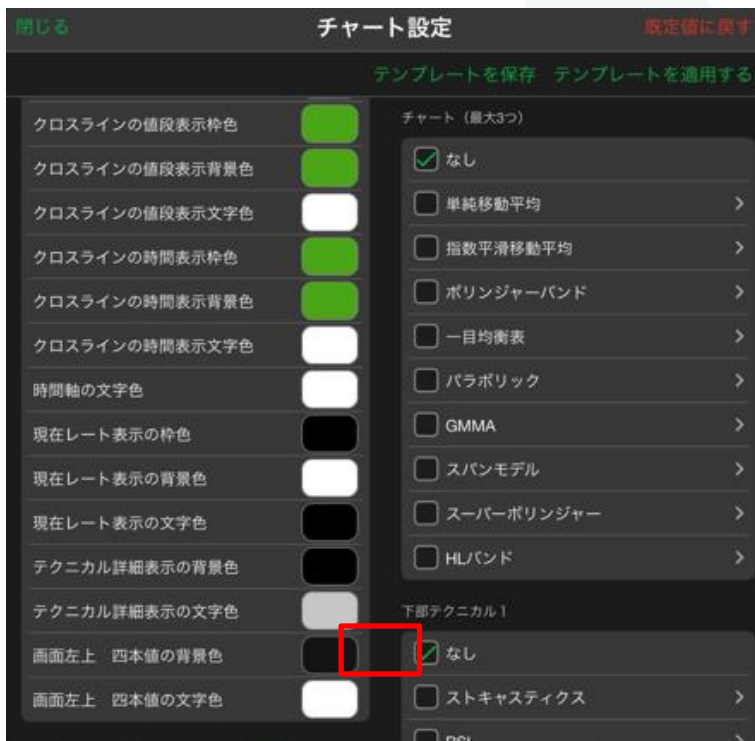 閉じる
チャート設定
既定値に戻す
テンプレートを保存
テンプレートを適用する
クロスラインの値段表示枠色
クロスラインの値段表示背景色
クロスラインの値段表示文字色
クロスラインの時間表示枠色
クロスラインの時間表示背景色
クロスラインの時間表示文字色
時間軸の文字色
現在レート表示の枠色
現在レート表示の背景色
現在レート表示の文字色
テクニカル詳細表示の背景色
テクニカル詳細表示の文字色
画面左上 四本値の背景色
画面左上 四本値の文字色
チャート（最大3つ）
なし
単純移動平均
指数平滑移動平均
ボリンジャーバンド
一目均衡表
パラボリック
GMMA
スパンモデル
スーパーボリンジャー
HLバンド
下部テクニカル1
なし
ストキャスティクス